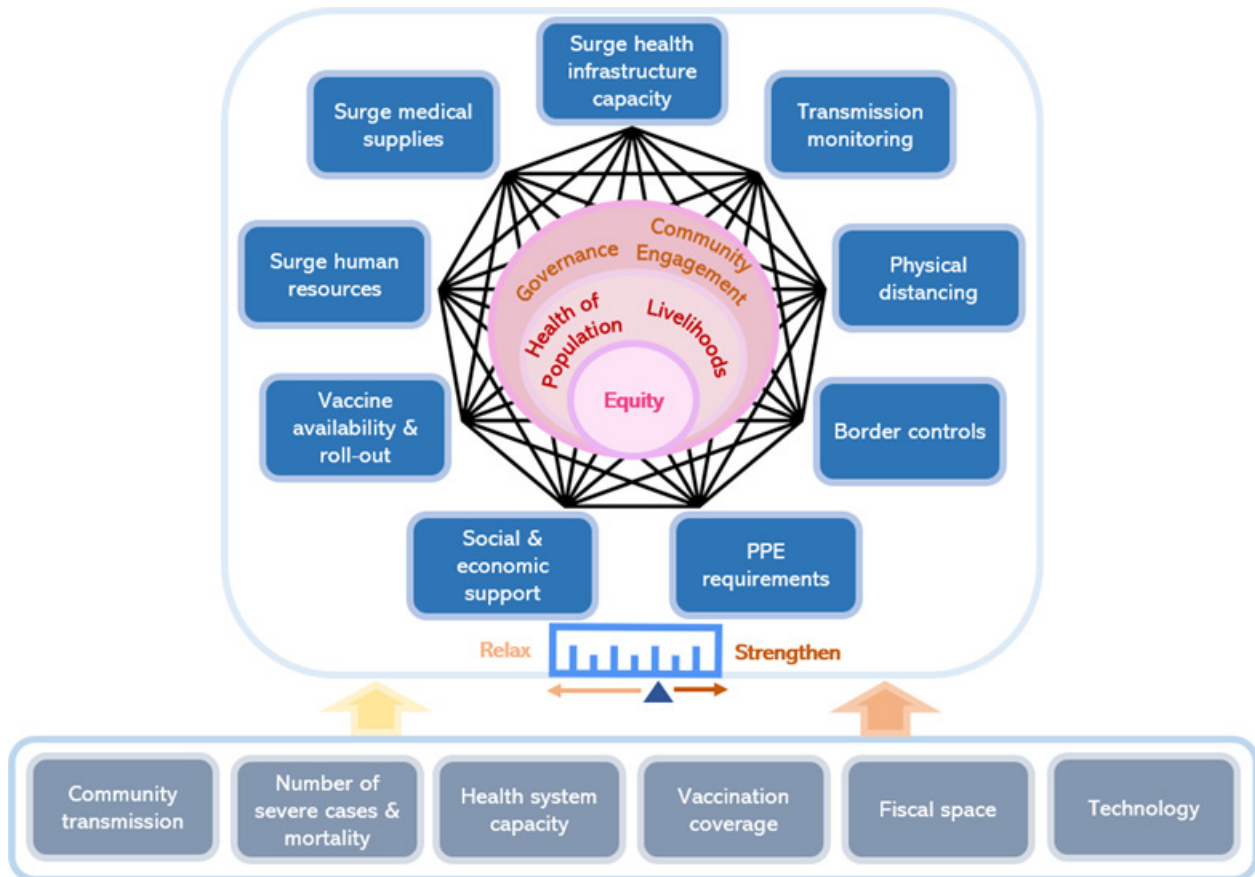 Surge health
infrastructure
capacity
Surge medical
supplies
Transmission
monitoring
Surge human
resources
Physical
distancing
Vaccine
availability &
roll-out
Border controls
Social &
economic
support
PPE
requirements
Governance
Community
Engagement
Health of
Population
Livelihoods
Equity
Relax
Strengthen
Community
transmission
Number of
severe cases &
mortality
Health system
capacity
Vaccination
coverage
Fiscal space
Technology